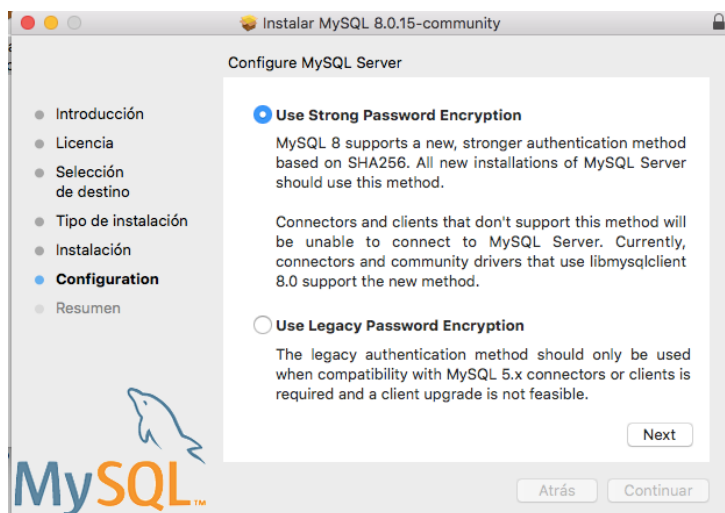 Instalar MySQL 8.0.15-community
Configure MySQL Server
Introducción
Licencia
Selección
de destino
Tipo de instalación
Instalación
Configuration
Resumen
Use Strong Password Encryption
MySQL 8 supports a new, stronger authentication method
based on SHA256. All new installations of MySQL Server
should use this method.
Connectors and clients that don't support this method will
be unable to connect to MySQL Server. Currently,
connectors and community drivers that use libmysqlclient
8.0 support the new method.
Use Legacy Password Encryption
The legacy authentication method should only be used
when compatibility with MySQL 5.x connectors or clients is
required and a client upgrade is not feasible.
Next
MySQL™
Atrás
Continuar